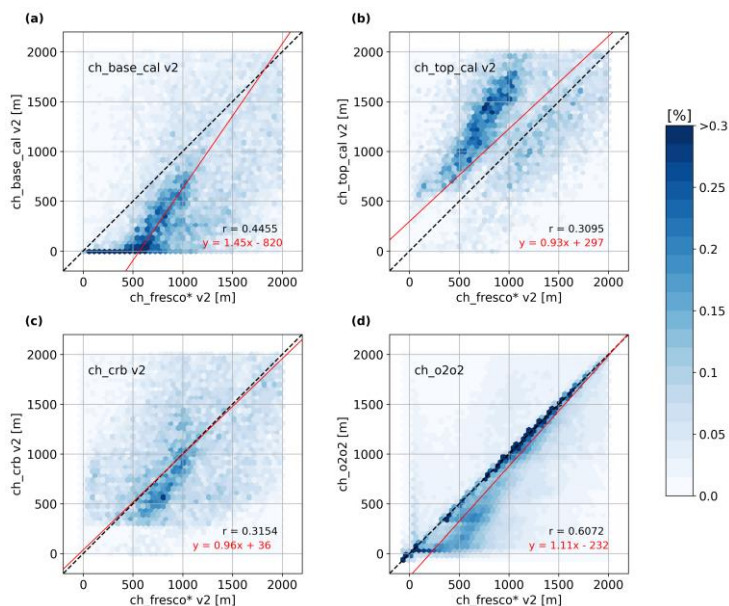 (a)
ch_base_cal v2
2000
1500
1000
500
0
ch_base_cal v2
[m]
r = 0.4455
y = 1.45x - 820
0 500 1000 1500 2000
ch_fresco* v2 [m]
(b)
ch_top_cal v2
2000
1500
1000
500
0
ch_top_cal v2
[m]
r = 0.3095
y = 0.93x + 297
0 500 1000 1500 2000
ch_fresco* v2 [m]
[%]
>0.3
0.25
0.2
0.15
0.1
0.05
0.0
(c)
ch_crb v2
2000
1500
1000
500
0
ch_crb v2 [m]
r = 0.3154
y = 0.96x + 36
0 500 1000 1500 2000
ch_fresco* v2 [m]
(d)
ch_o2o2
2000
1500
1000
500
0
ch_o2o2 [m]
r = 0.6072
y = 1.11x - 232
0 500 1000 1500 2000
ch_fresco* v2 [m]